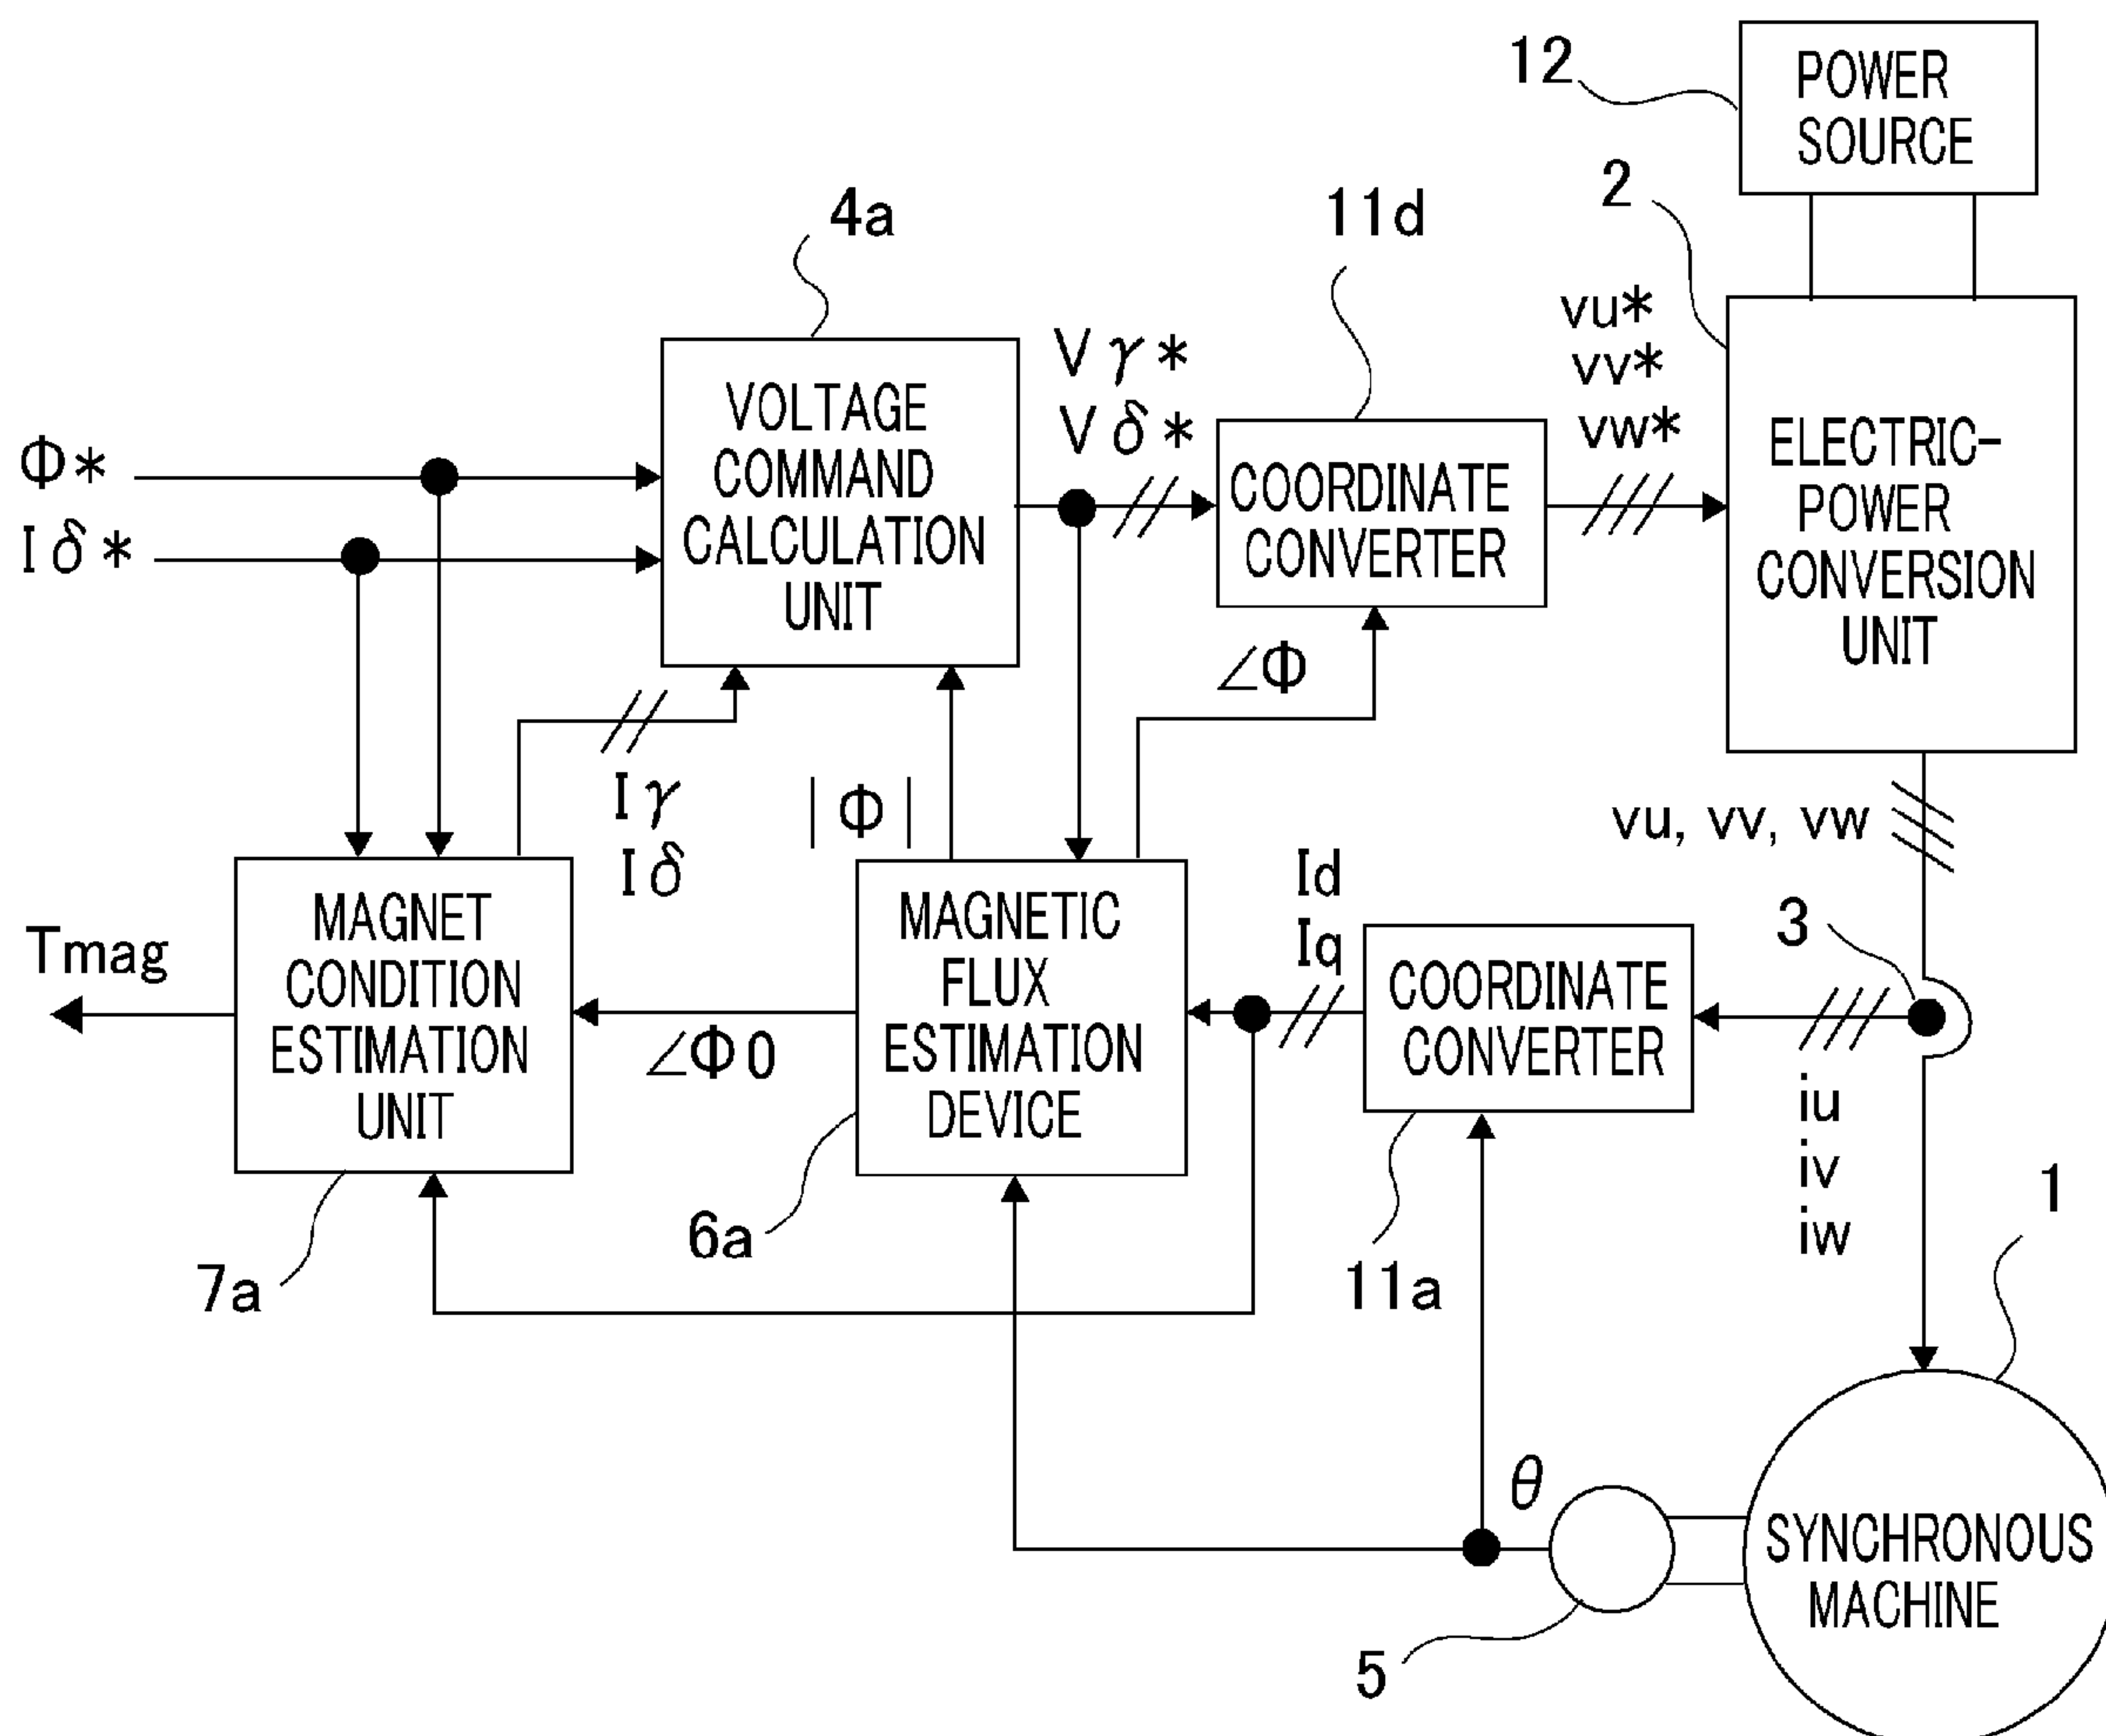 12
POWER
SOURCE
2
4a
11d
vu*
vv*
vw*
Vγ*
Vδ*
VOLTAGE
COMMAND
CALCULATION
UNIT
COORDINATE
CONVERTER
ELECTRIC-
POWER
CONVERSION
UNIT
Φ*
Iδ*
∠Φ
Iγ
Iδ
|Φ|
vu, vv, vw
Id
Iq
3
Tmag
MAGNET
CONDITION
ESTIMATION
UNIT
∠Φ0
MAGNETIC
FLUX
ESTIMATION
DEVICE
COORDINATE
CONVERTER
iu
iv
iw
1
7a
6a
11a
θ
SYNCHRONOUS
MACHINE
5